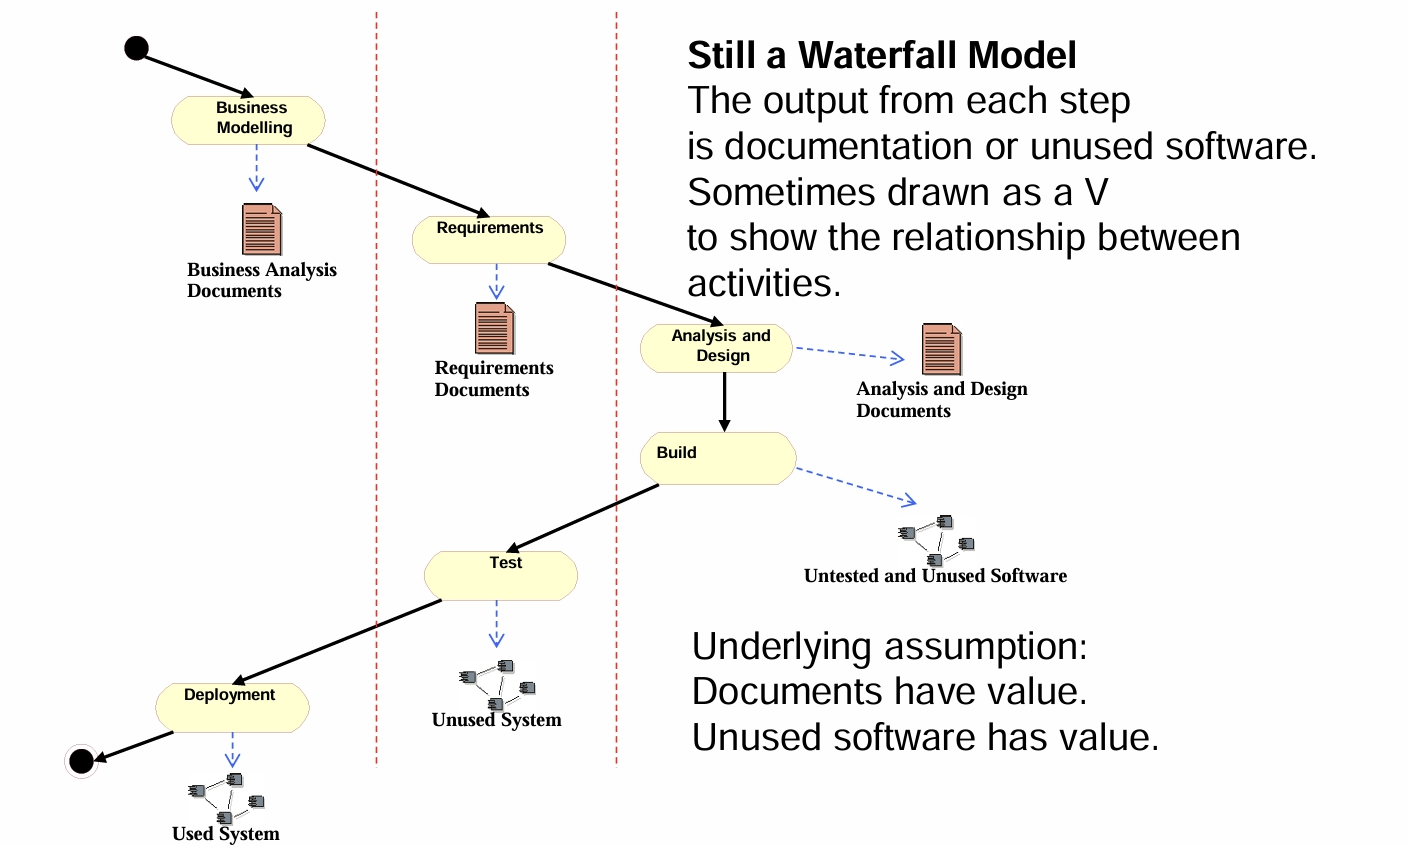 Still a Waterfall Model
The output from each step
is documentation or unused software.
Sometimes drawn as a V
to show the relationship between
activities.
Business
Modelling
Business Analysis
Documents
Requirements
Requirements
Documents
Analysis and
Design
Analysis and Design
Documents
Build
Untested and Unused Software
Test
Unused System
Deployment
Used System
Underlying assumption:
Documents have value.
Unused software has value.